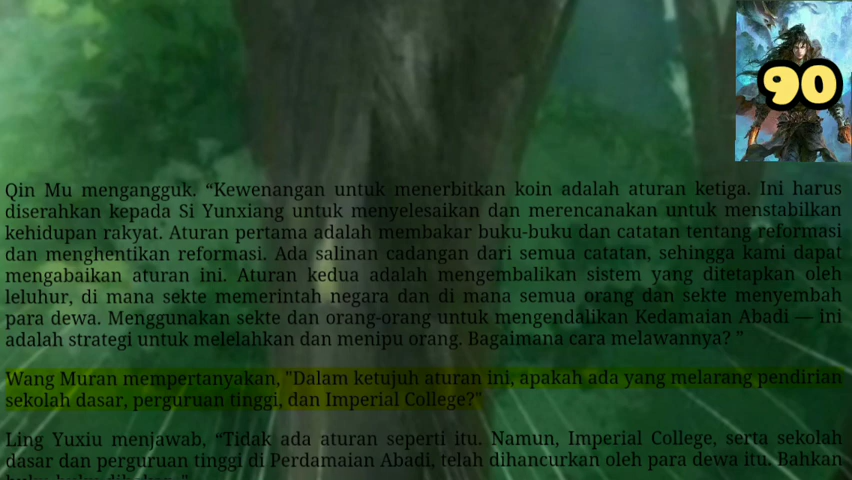 90
Qin Mu mengangguk. “Kewenangan untuk menerbitkan koin adalah aturan ketiga. Ini harus
diserahkan kepada Si Yunxiang untuk menyelesaikan dan merencanakan untuk menstabilkan
kehidupan rakyat. Aturan pertama adalah membakar buku-buku dan catatan tentang reformasi
dan menghentikan reformasi. Ada salinan cadangan dari semua catatan, sehingga kami dapat
mengabaikan aturan ini. Aturan kedua adalah mengembalikan sistem yang ditetapkan oleh
leluhur, di mana sekte memerintah negara dan di mana semua orang dan sekte menyembah
para dewa. Menggunakan sekte dan orang-orang untuk mengendalikan Kedamaian Abadi — ini
adalah strategi untuk melelahkan dan menipu orang. Bagaimana cara melawannya? ”
Wang Muran mempertanyakan, "Dalam ketujuh aturan ini, apakah ada yang melarang pendirian
sekolah dasar, perguruan tinggi, dan Imperial College?"
Ling Yuxiu menjawab, “Tidak ada aturan seperti itu. Namun, Imperial College, serta sekolah
dasar dan perguruan tinggi di Perdamaian Abadi, telah dihancurkan oleh para dewa itu. Bahkan